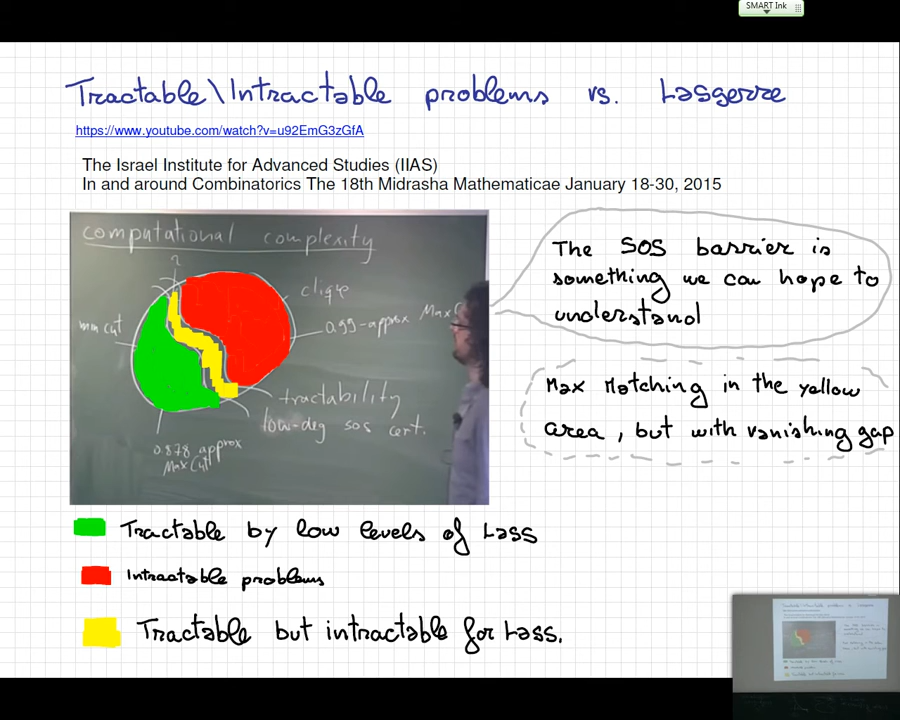 SMART Ink
Tractable\Intractable problems vs. Lasserre
https://www.youtube.com/watch?v=u92EmG3zGfA
The Israel Institute for Advanced Studies (IIAS)
In and around Combinatorics The 18th Midrasha Mathematicae January 18-30, 2015
computational complexity
?
clique
min cut
0.99-approx Max C
tractability
low-deg sos cert.
0.878 approx
Max Cut
The SOS barrier is
something we can hope to
understand
Max Matching in the yellow
area, but with vanishing gap
Tractable by low levels of Lass
Intractable problems
Tractable but intractable for Lass.